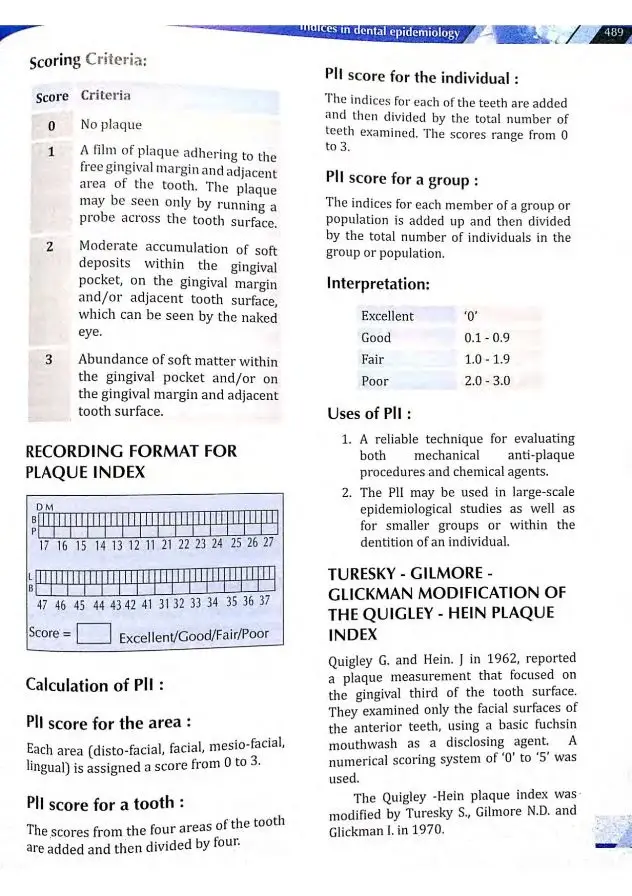 Indices in dental epidemiology
489
Scoring Criteria:
Score Criteria
0 No plaque
1 A film of plaque adhering to the
free gingival margin and adjacent
area of the tooth. The plaque
may be seen only by running a
probe across the tooth surface.
2 Moderate accumulation of soft
deposits within the gingival
pocket, on the gingival margin
and/or adjacent tooth surface,
which can be seen by the naked
eye.
3 Abundance of soft matter within
the gingival pocket and/or on
the gingival margin and adjacent
tooth surface.
RECORDING FORMAT FOR
PLAQUE INDEX
D M
B
P
17 16 15 14 13 12 11 21 22 23 24 25 26 27
L
B
47 46 45 44 43 42 41 31 32 33 34 35 36 37
Score = Excellent/Good/Fair/Poor
Calculation of PlI :
PlI score for the area :
Each area (disto-facial, facial, mesio-facial,
lingual) is assigned a score from 0 to 3.
PlI score for a tooth :
The scores from the four areas of the tooth
are added and then divided by four.
PlI score for the individual :
The indices for each of the teeth are added
and then divided by the total number of
teeth examined. The scores range from 0
to 3.
PlI score for a group :
The indices for each member of a group or
population is added up and then divided
by the total number of individuals in the
group or population.
Interpretation:
Excellent '0'
Good 0.1 - 0.9
Fair 1.0 - 1.9
Poor 2.0 - 3.0
Uses of PlI :
1. A reliable technique for evaluating
both mechanical anti-plaque
procedures and chemical agents.
2. The PlI may be used in large-scale
epidemiological studies as well as
for smaller groups or within the
dentition of an individual.
TURESKY - GILMORE -
GLICKMAN MODIFICATION OF
THE QUIGLEY - HEIN PLAQUE
INDEX
Quigley G. and Hein. J in 1962, reported
a plaque measurement that focused on
the gingival third of the tooth surface.
They examined only the facial surfaces of
the anterior teeth, using a basic fuchsin
mouthwash as a disclosing agent. A
numerical scoring system of '0' to '5' was
used.
The Quigley -Hein plaque index was
modified by Turesky S., Gilmore N.D. and
Glickman I. in 1970.